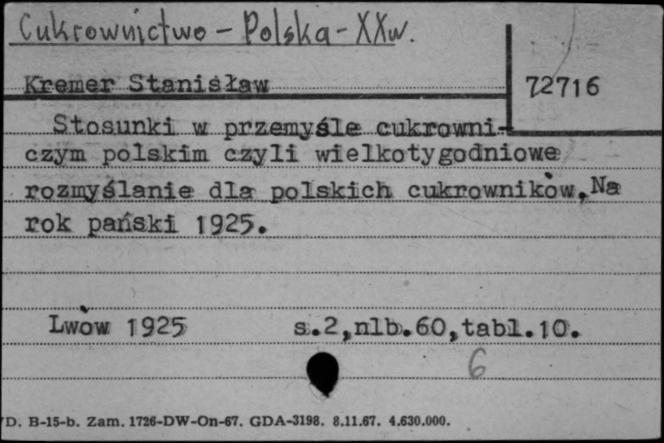 Cukrownictwo - Polska - XX w.
Kremer Stanisław
72716
Stosunki w przemyśle cukrowni-
czym polskim czyli wielkotygodniowe
rozmyślanie dla polskich cukrowników, Na
rok pański 1925.
Lwów 1925 s.2,nlb.60,tabl.10.
6
D. B-15-b. Zam. 1726-DW-On-67. GDA-3198. 8.11.67. 4.630.000.